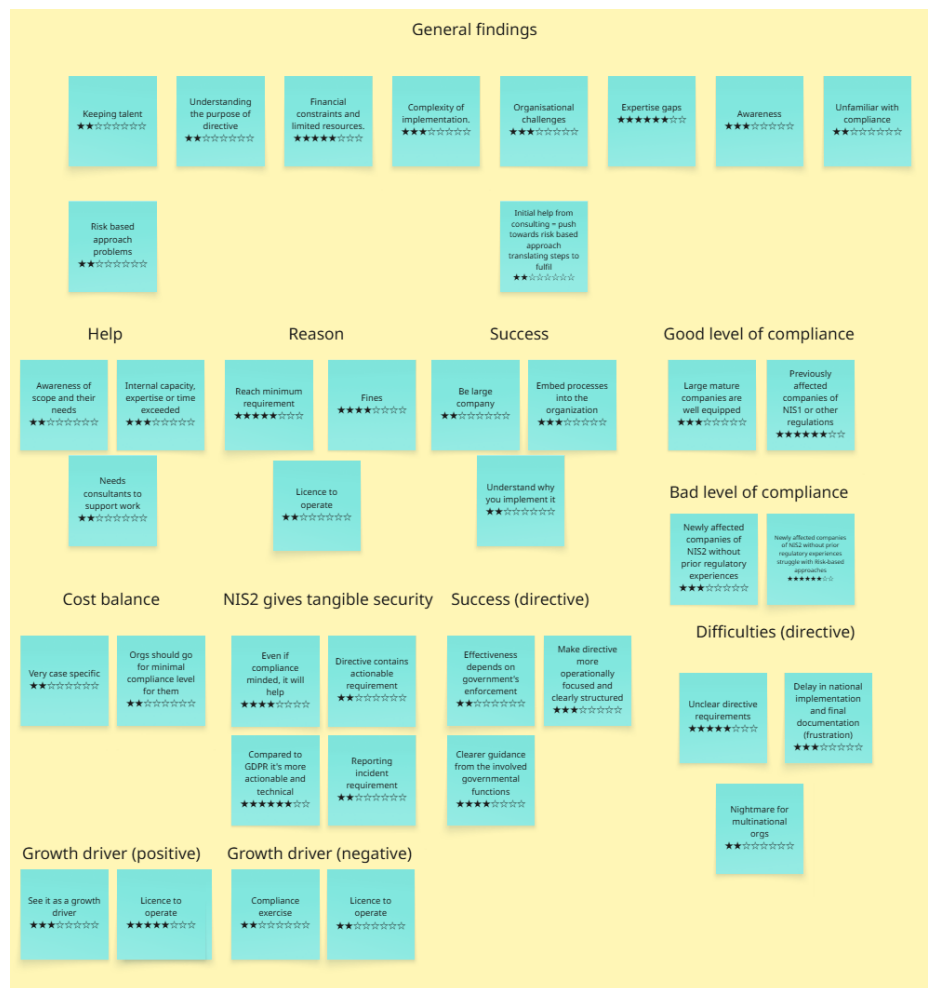 General findings
Keeping talent
★★☆☆☆☆☆☆
Understanding
the purpose of
directive
★★☆☆☆☆☆☆
Financial
constraints and
limited resources.
★★★★★☆☆☆
Complexity of
implementation.
★★★☆☆☆☆☆
Organisational
challenges
★★★☆☆☆☆☆
Expertise gaps
★★★★★★☆☆
Awareness
★★★☆☆☆☆☆
Unfamiliar with
compliance
★★☆☆☆☆☆☆
Risk based
approach
problems
★★☆☆☆☆☆☆
Initial help from
consulting = push
towards risk based
approach
translating steps to
fulfil
★★☆☆☆☆☆☆
Help
Awareness of
scope and their
needs
★★☆☆☆☆☆☆
Internal capacity,
expertise or time
exceeded
★★★☆☆☆☆☆
Needs
consultants to
support work
★★☆☆☆☆☆☆
Reason
Reach minimum
requirement
★★★★★☆☆☆
Fines
★★★★☆☆☆☆
Licence to
operate
★★☆☆☆☆☆☆
Success
Be large
company
★★☆☆☆☆☆☆
Embed processes
into the
organization
★★★☆☆☆☆☆
Understand why
you implement it
★★☆☆☆☆☆☆
Good level of compliance
Large mature
companies are
well equipped
★★★☆☆☆☆☆
Previously
affected
companies of
NIS1 or other
regulations
★★★★★★☆☆
Bad level of compliance
Newly affected
companies of
NIS2 without
prior regulatory
experiences
★★★☆☆☆☆☆
Newly affected companies
of NIS2 without prior
regulatory experiences
struggle with Risk-based
approaches
★★★★★★☆☆
Cost balance
Very case specific
★★☆☆☆☆☆☆
Orgs should go
for minimal
compliance level
for them
★★☆☆☆☆☆☆
NIS2 gives tangible security
Even if
compliance
minded, it will
help
★★★★☆☆☆☆
Directive contains
actionable
requirement
★★☆☆☆☆☆☆
Compared to
GDPR it's more
actionable and
technical
★★★★★★☆☆
Reporting
incident
requirement
★★☆☆☆☆☆☆
Success (directive)
Effectiveness
depends on
government's
enforcement
★★☆☆☆☆☆☆
Make directive
more
operationally
focused and
clearly structured
★★★☆☆☆☆☆
Clearer guidance
from the involved
governmental
functions
★★★★☆☆☆☆
Difficulties (directive)
Unclear directive
requirements
★★★★★☆☆☆
Delay in national
implementation
and final
documentation
(frustration)
★★★☆☆☆☆☆
Nightmare for
multinational
orgs
★★☆☆☆☆☆☆
Growth driver (positive)
See it as a growth
driver
★★★☆☆☆☆☆
Licence to
operate
★★★★★☆☆☆
Growth driver (negative)
Compliance
exercise
★★☆☆☆☆☆☆
Licence to
operate
★★☆☆☆☆☆☆